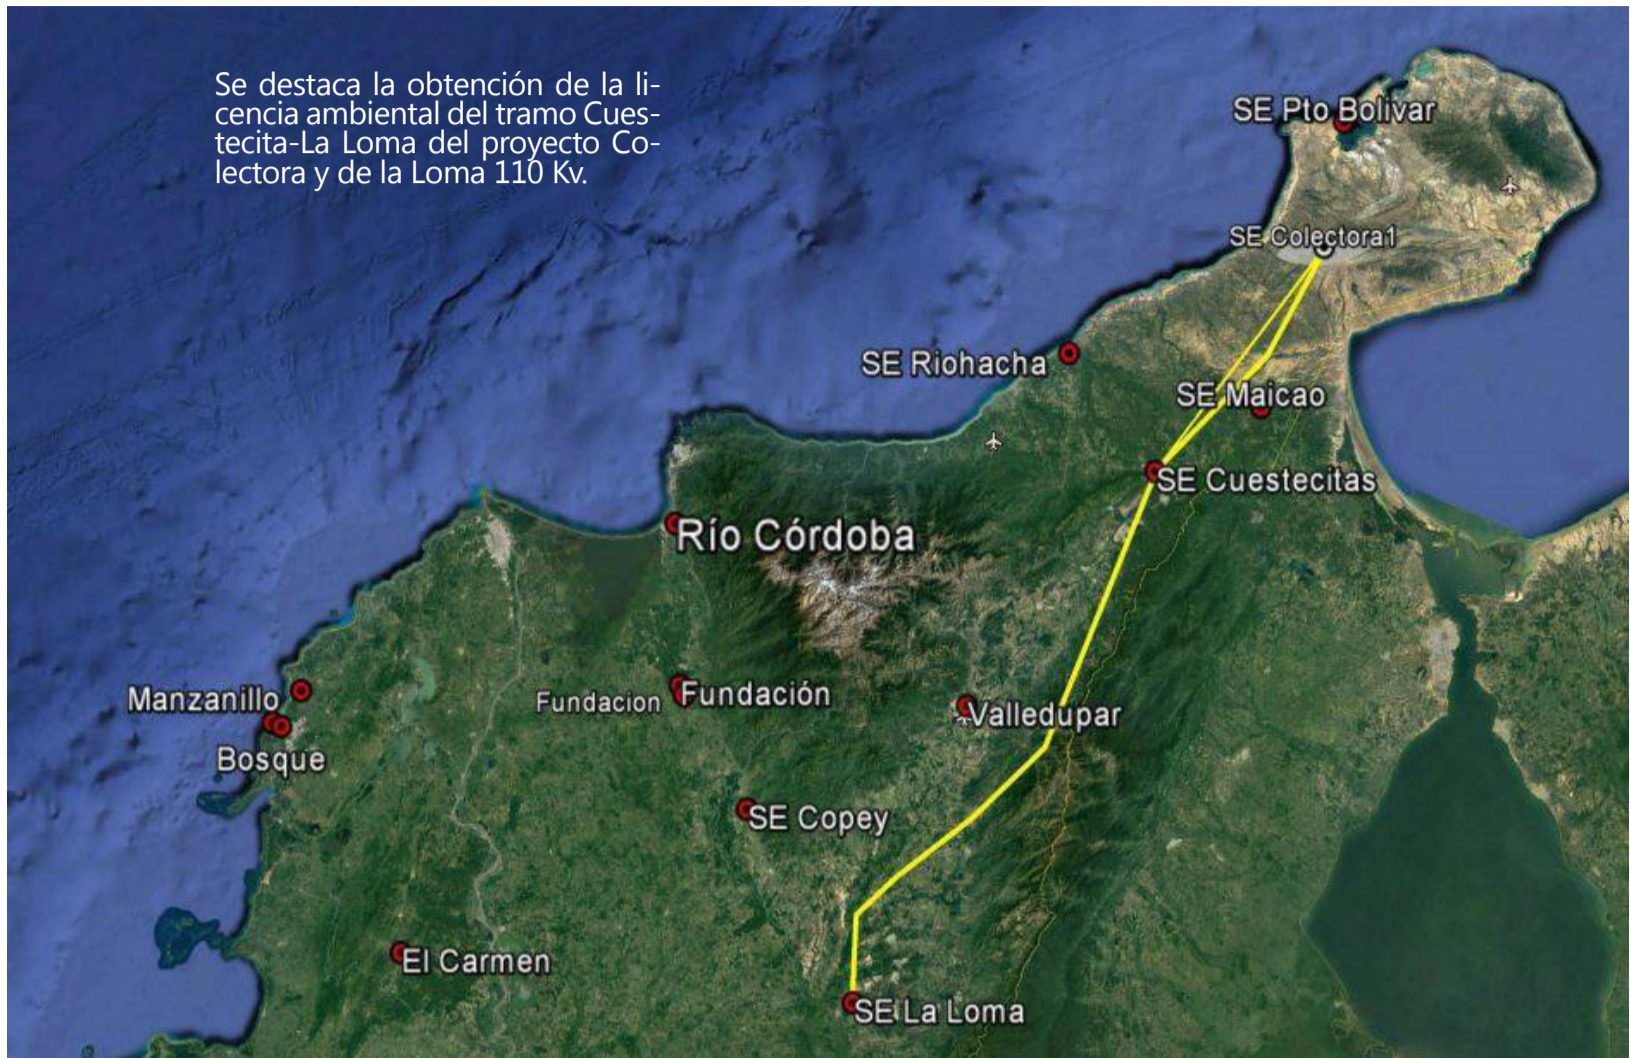 Se destaca la obtención de la li-
cencia ambiental del tramo Cues-
tecita-La Loma del proyecto Co-
lectora y de la Loma 110 Kv.
SE Pto Bolivar
SE Colectora1
SE Riohacha
SE Maicao
SE Cuestecitas
Río Córdoba
Manzanillo
Fundacion
Fundación
Valledupar
Bosque
SE Copey
El Carmen
SE La Loma